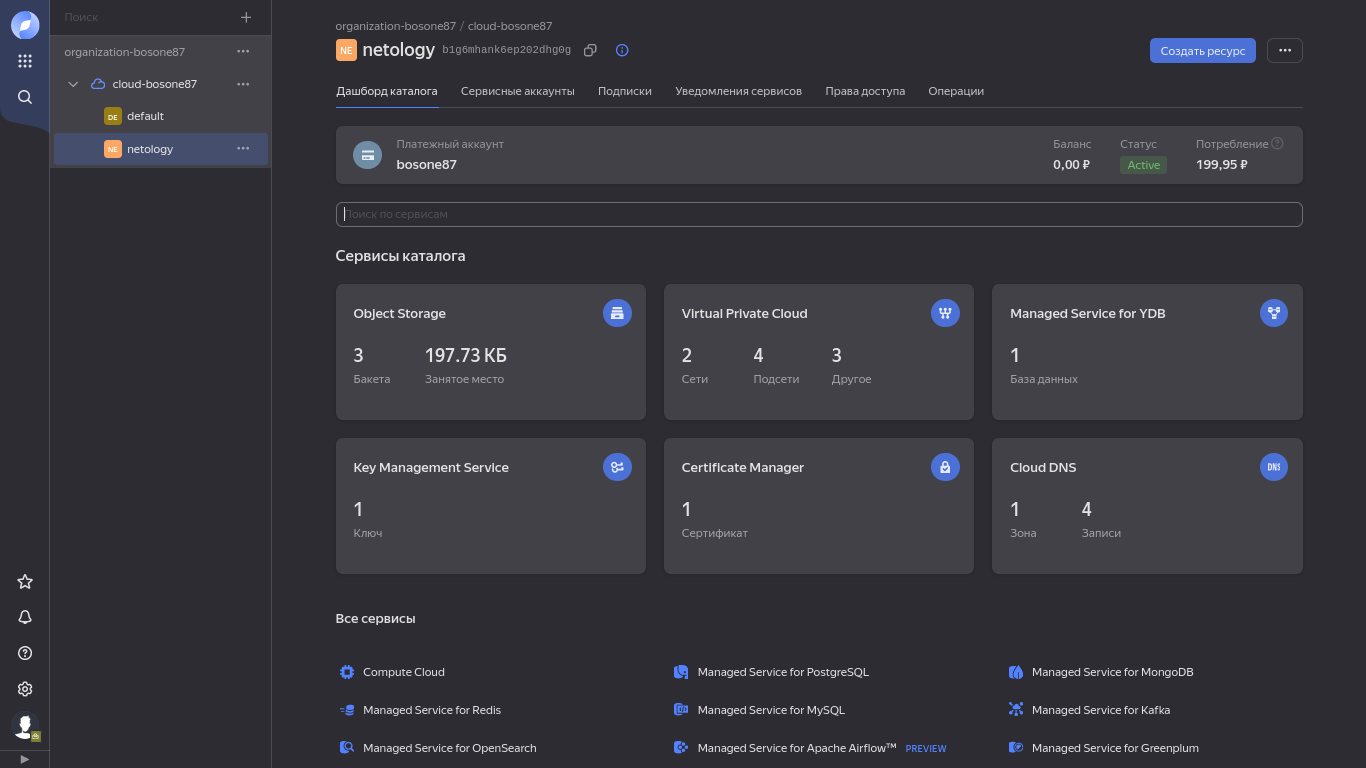 Поиск
organization-bosone87
cloud-bosone87
DE default
NE netology
organization-bosone87 / cloud-bosone87
NE netology b1g6mhank6ep202dhg0g
Создать ресурс
Дашборд каталога Сервисные аккаунты Подписки Уведомления сервисов Права доступа Операции
Платежный аккаунт Баланс Статус Потребление
bosone87 0,00 ₽ Active 199,95 ₽
Поиск по сервисам
Сервисы каталога
Object Storage
3 197.73 КБ
Бакета Занятое место
Virtual Private Cloud
2 4 3
Сети Подсети Другое
Managed Service for YDB
1
База данных
Key Management Service
1
Ключ
Certificate Manager
1
Сертификат
Cloud DNS DNS
1 4
Зона Записи
Все сервисы
Compute Cloud Managed Service for PostgreSQL Managed Service for MongoDB
Managed Service for Redis Managed Service for MySQL Managed Service for Kafka
Managed Service for OpenSearch Managed Service for Apache Airflow™ PREVIEW Managed Service for Greenplum